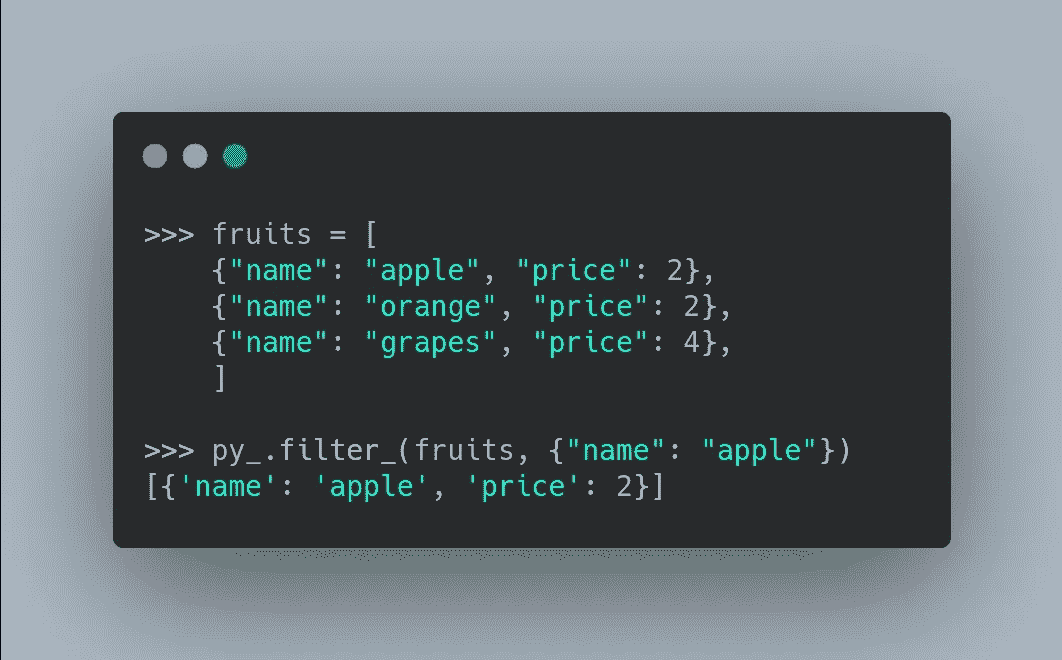 >>> fruits = [
    {"name": "apple", "price": 2},
    {"name": "orange", "price": 2},
    {"name": "grapes", "price": 4},
    ]
>>> py_.filter_(fruits, {"name": "apple"})
[{'name': 'apple', 'price': 2}]